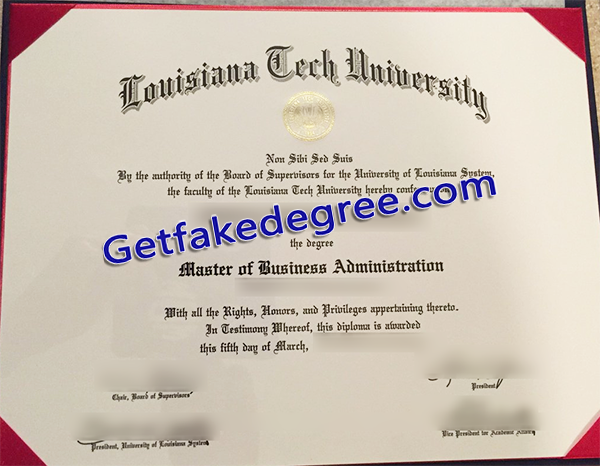 Louisiana Tech University
Non Sibi Sed Suis
By the authority of the Board of Supervisors for the University of Louisiana System,
the faculty of the Louisiana Tech University hereby
Getfakedegree.com
the degree
Master of Business Administration
With all the Rights, Honors, and Privileges appertaining thereto.
In Testimony Whereof, this diploma is awarded
this fifth day of March,
Chair, Board of Supervisors
President
President, University of Louisiana System
Vice President for Academic Affairs